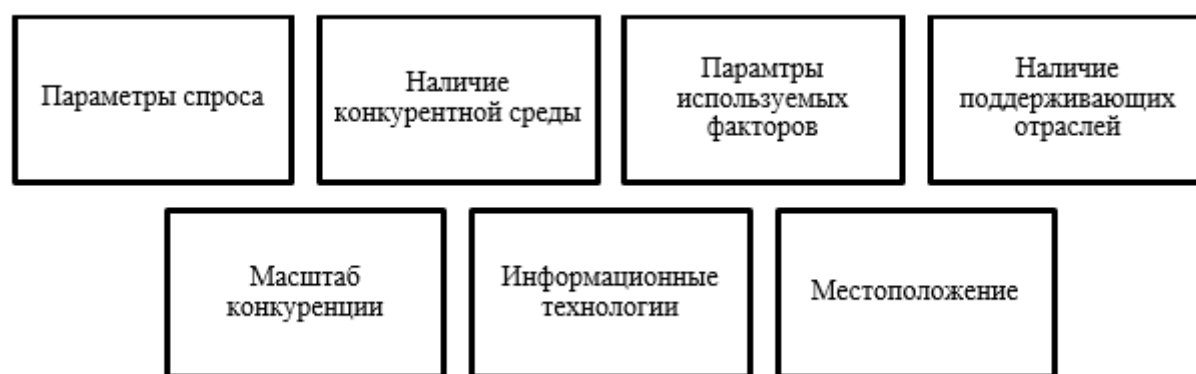 Параметры спроса
Наличие
конкурентной среды
Парамтры
используемых
факторов
Наличие
поддерживающих
отраслей
Масштаб
конкуренции
Информационные
технологии
Местоположение